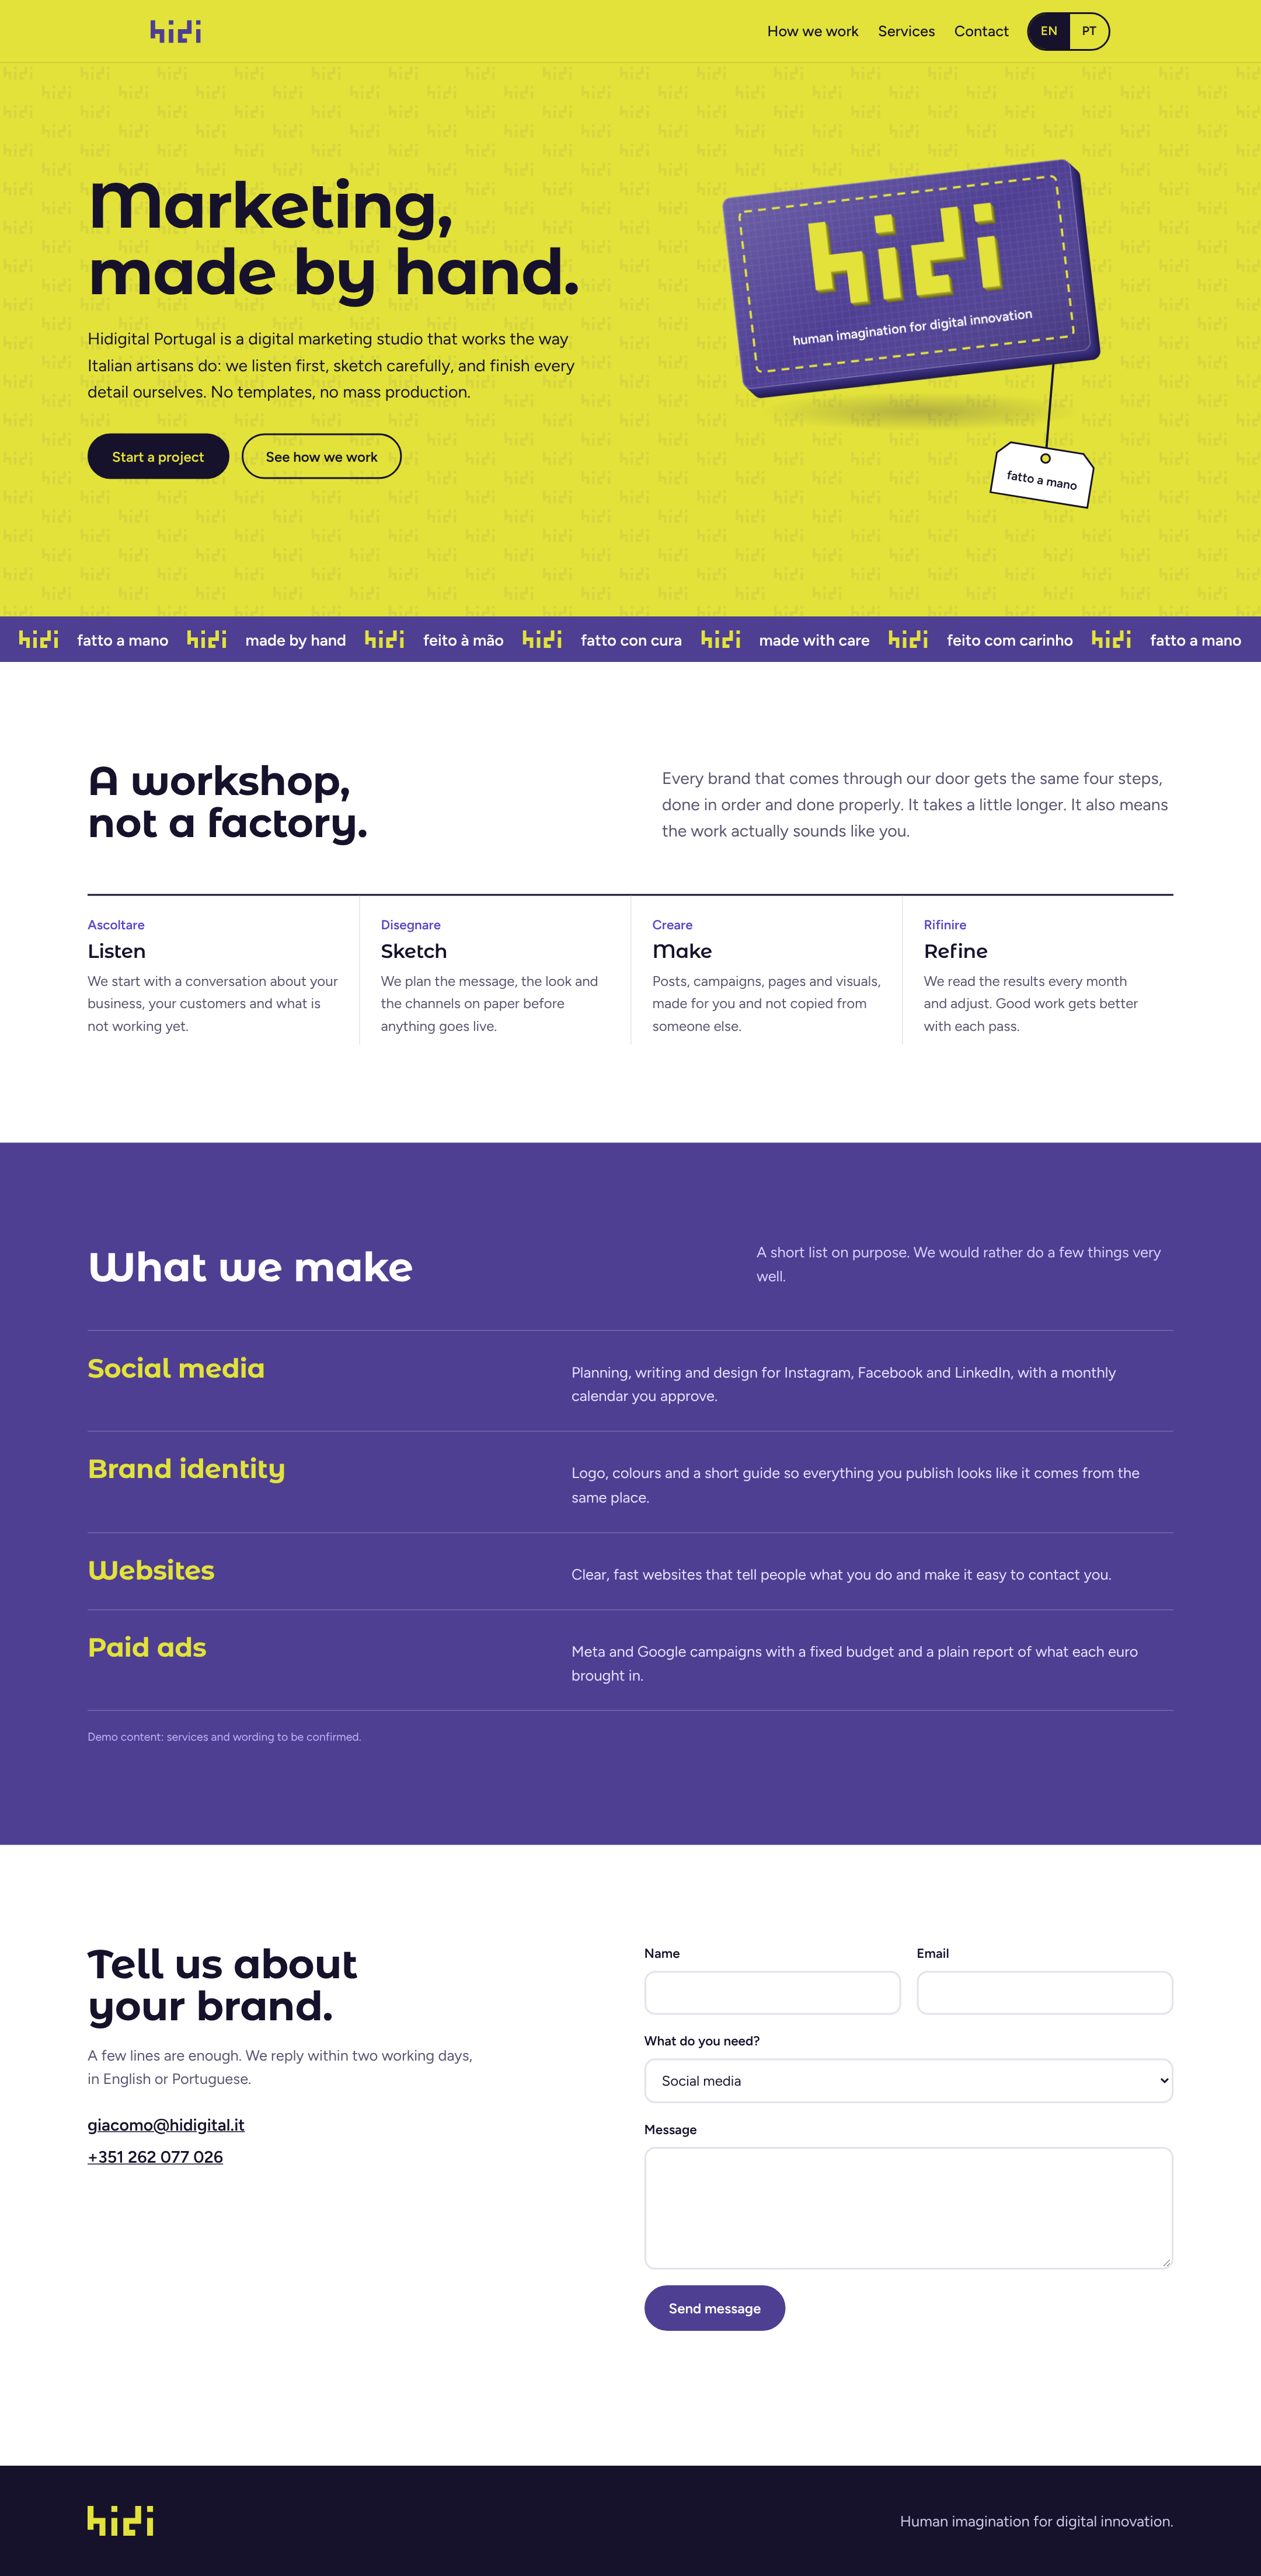 hidi
How we work Services Contact EN PT
Marketing,
made by hand.
Hidigital Portugal is a digital marketing studio that works the way
Italian artisans do: we listen first, sketch carefully, and finish every
detail ourselves. No templates, no mass production.
Start a project See how we work
hidi
human imagination for digital innovation
fatto a mano
hidi fatto a mano hidi made by hand hidi feito à mão hidi fatto con cura hidi made with care hidi feito com carinho hidi fatto a mano
A workshop,
not a factory.
Every brand that comes through our door gets the same four steps,
done in order and done properly. It takes a little longer. It also means
the work actually sounds like you.
Ascoltare
Listen
We start with a conversation about your
business, your customers and what is
not working yet.
Disegnare
Sketch
We plan the message, the look and
the channels on paper before
anything goes live.
Creare
Make
Posts, campaigns, pages and visuals,
made for you and not copied from
someone else.
Rifinire
Refine
We read the results every month
and adjust. Good work gets better
with each pass.
What we make
A short list on purpose. We would rather do a few things very
well.
Social media
Planning, writing and design for Instagram, Facebook and LinkedIn, with a monthly
calendar you approve.
Brand identity
Logo, colours and a short guide so everything you publish looks like it comes from the
same place.
Websites
Clear, fast websites that tell people what you do and make it easy to contact you.
Paid ads
Meta and Google campaigns with a fixed budget and a plain report of what each euro
brought in.
Demo content: services and wording to be confirmed.
Tell us about
your brand.
A few lines are enough. We reply within two working days,
in English or Portuguese.
giacomo@hidigital.it
+351 262 077 026
Name Email
What do you need?
Social media
Message
Send message
hidi
Human imagination for digital innovation.